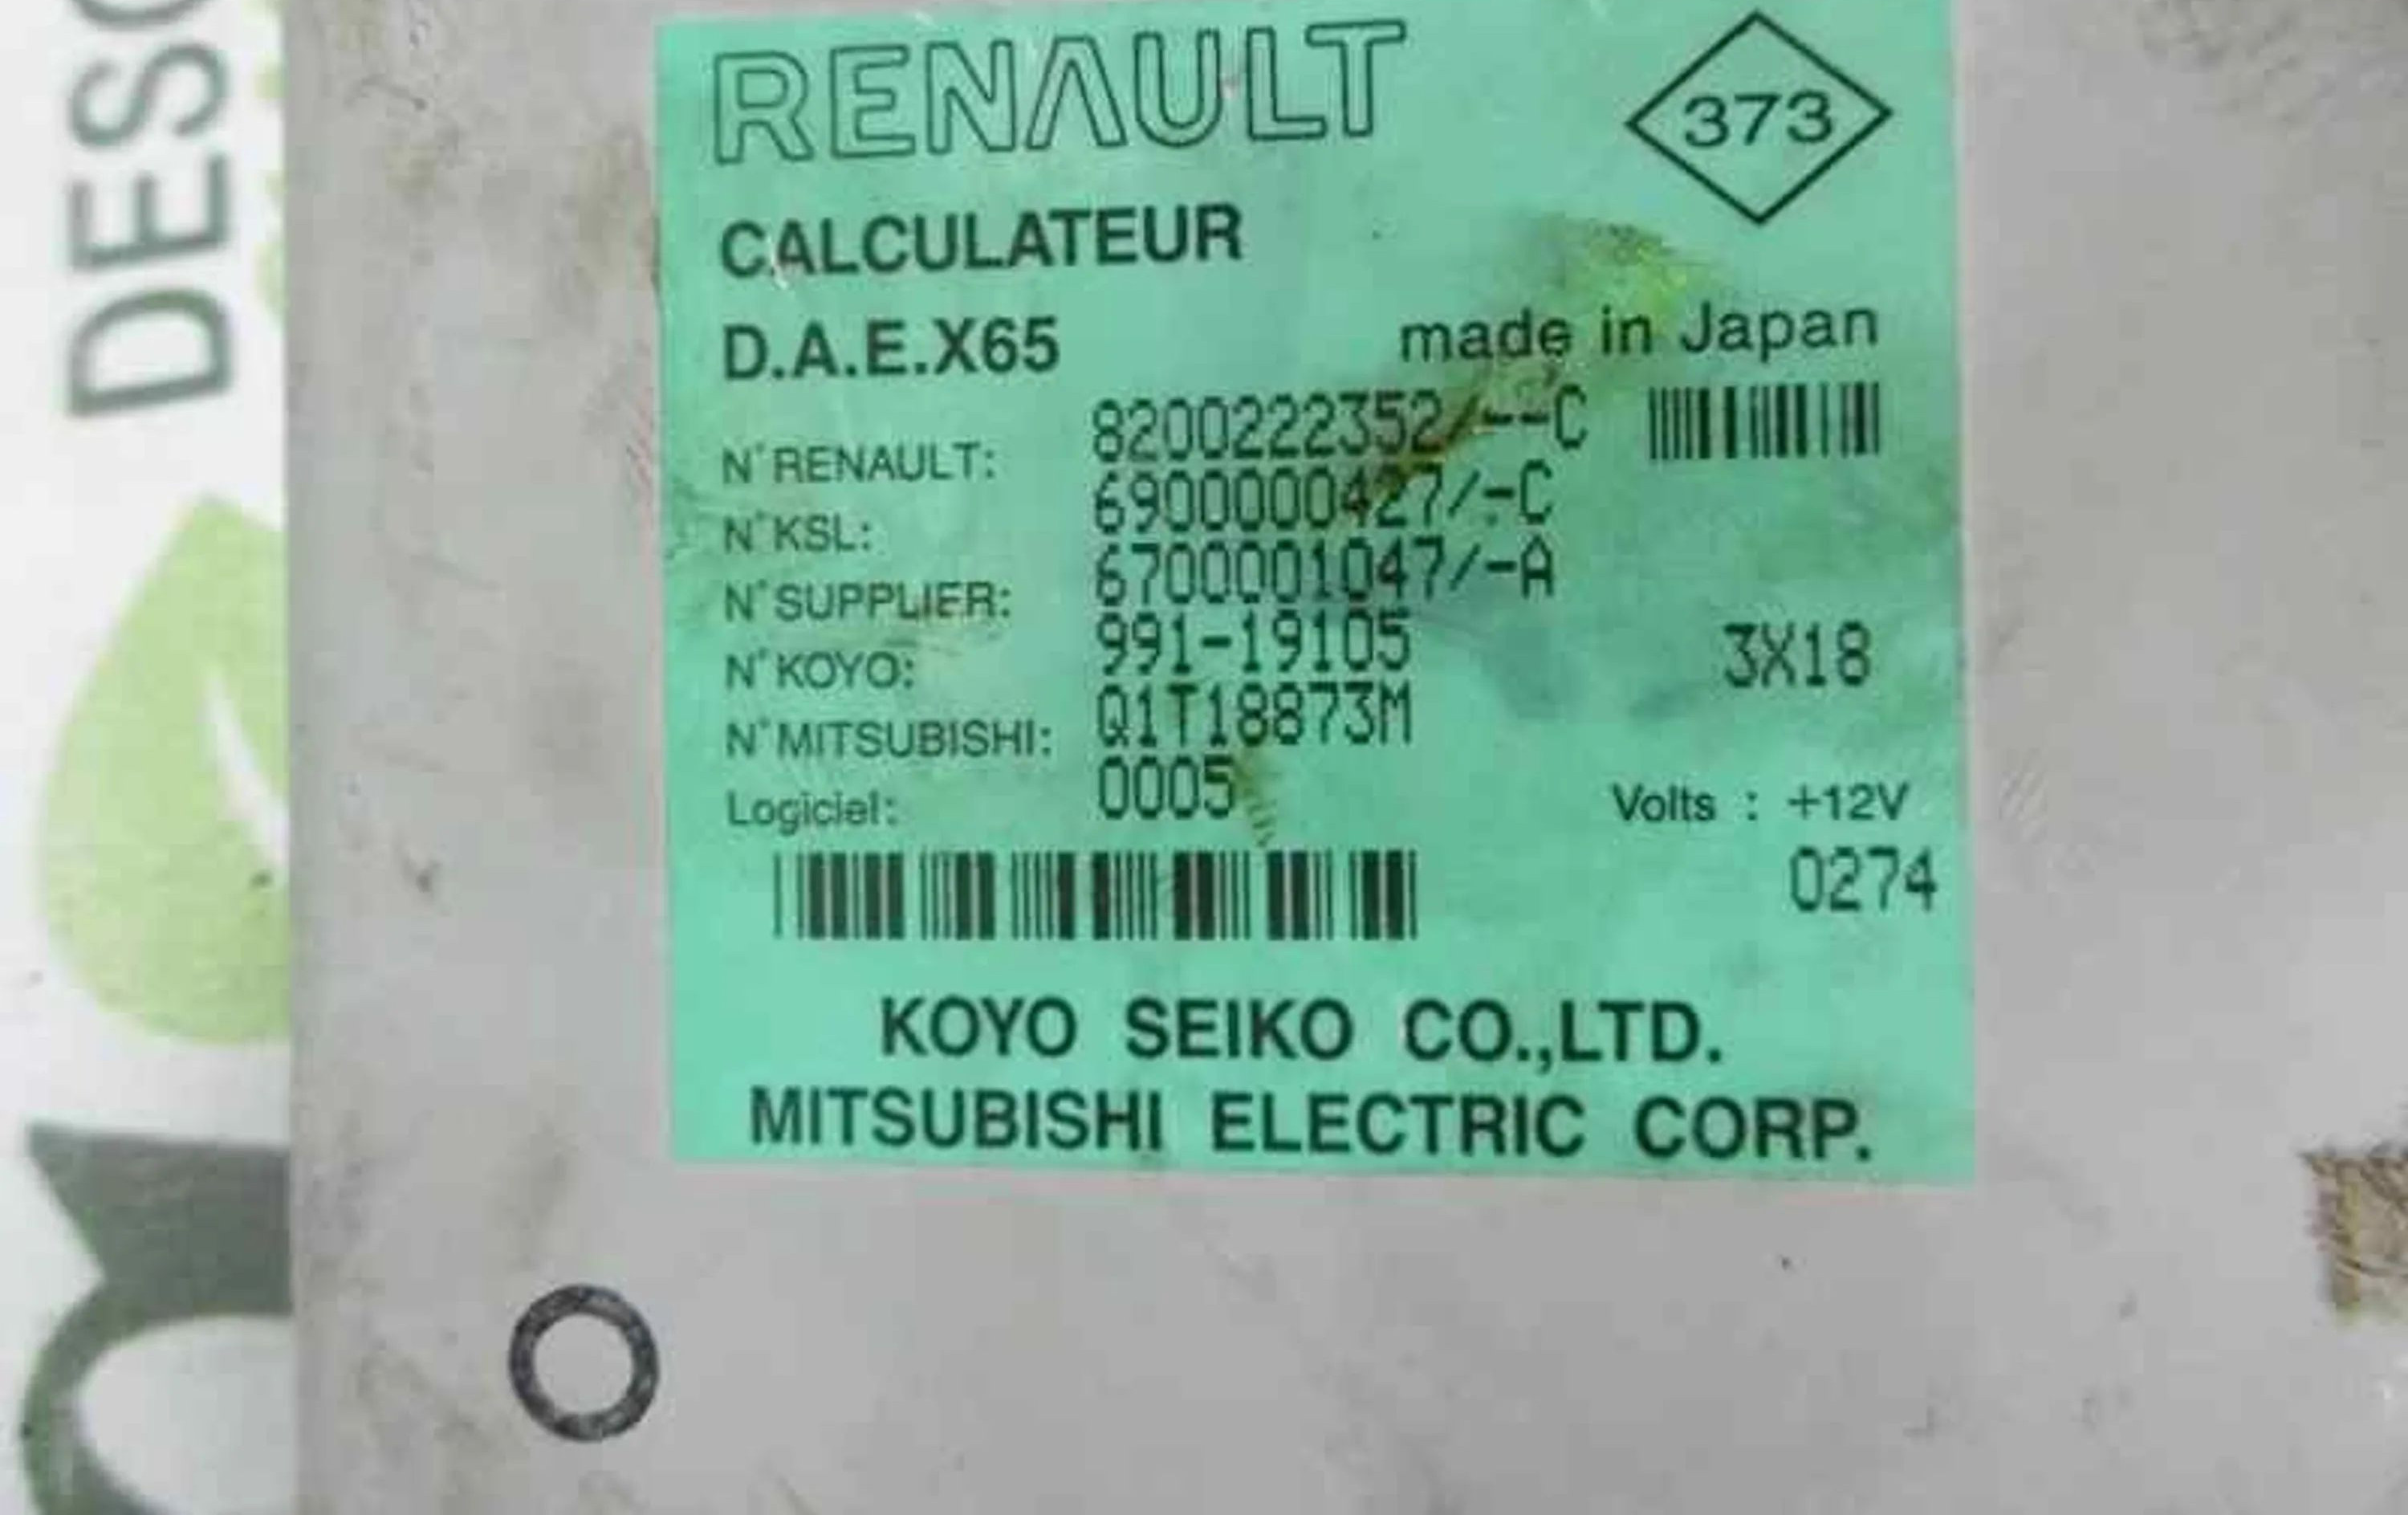 DESG
RENAULT
373
CALCULATEUR
D.A.E.X65
made in Japan
N°RENAULT: 8200222352/--C
N°KSL: 6900000427/-C
N°SUPPLIER: 6700001047/-A
N°KOYO: 991-19105
3X18
N°MITSUBISHI: Q1T18873M
Logiciel: 0005
Volts : +12V
0274
KOYO SEIKO CO.,LTD.
MITSUBISHI ELECTRIC CORP.